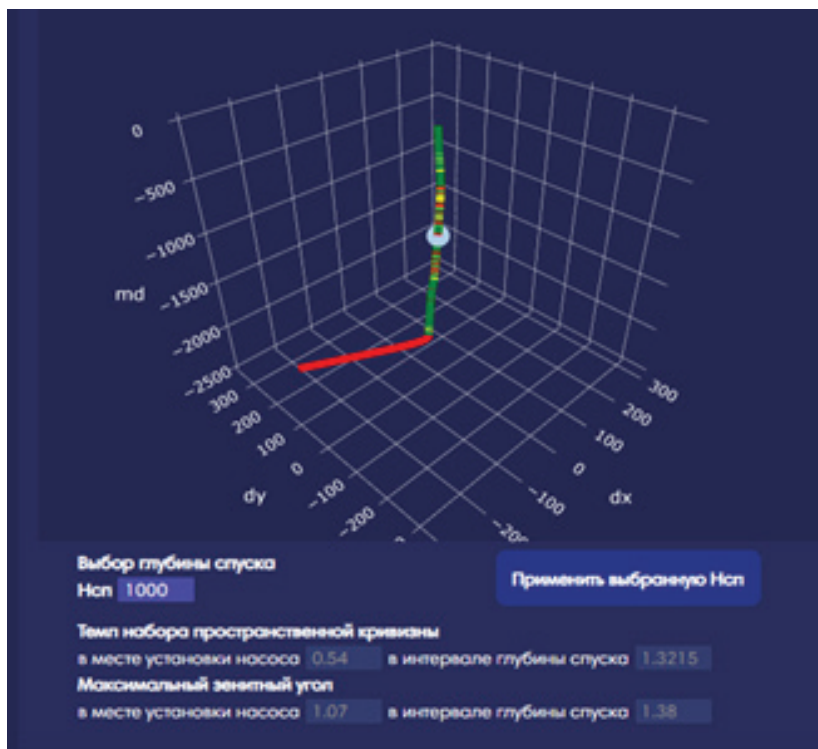 0
−500
−1000
md
−1500
−2000
−2500
300
200
100
0
dy
−100
−200
300
200
100
0
dx
−100
Выбор глубины спуска
Нсп 1000
Применить выбранную Нсп
Темп набора пространственной кривизны
в месте установки насоса 0.54 в интервале глубины спуска 1.3215
Максимальный зенитный угол
в месте установки насоса 1.07 в интервале глубины спуска 1.38